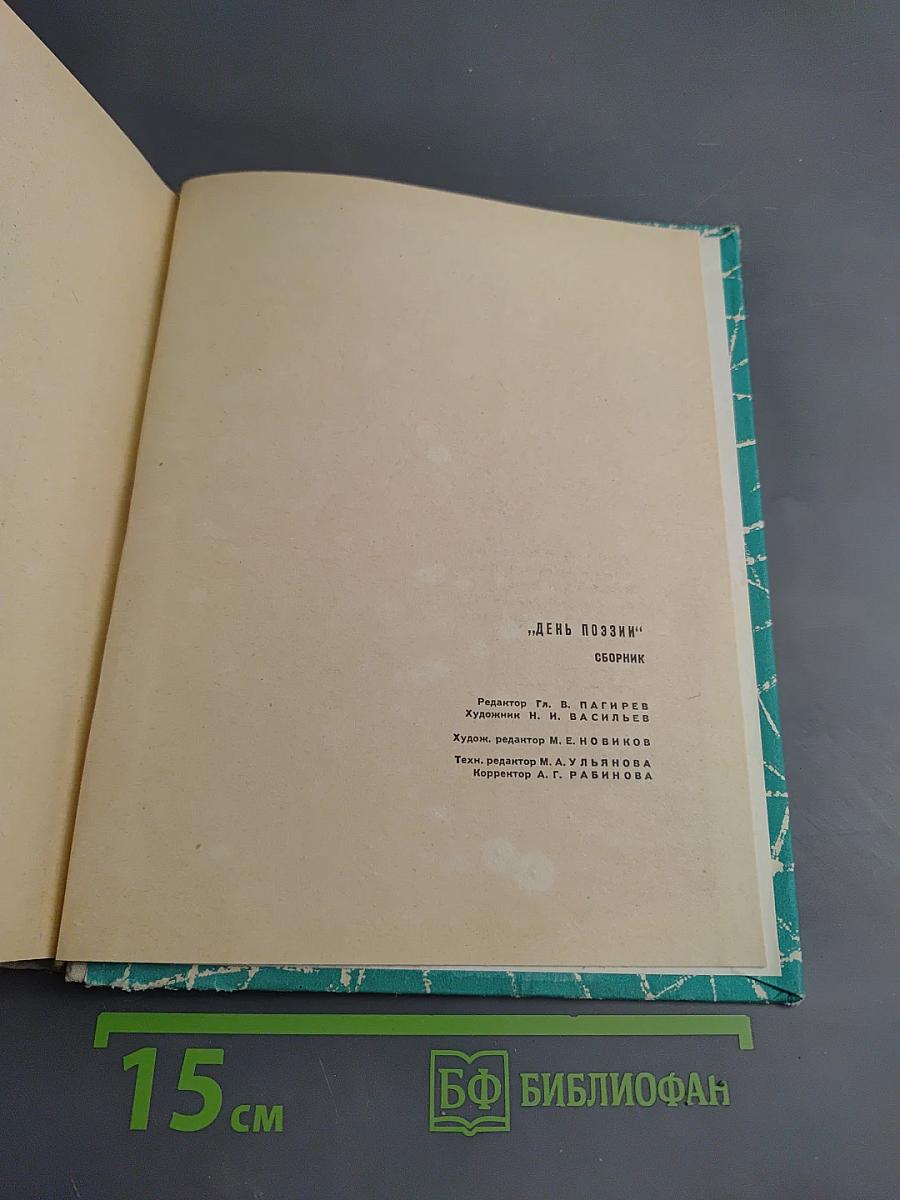 „ДЕНЬ ПОЭЗИИ“
СБОРНИК
Редактор Гл. В. ПАГИРЕВ
Художник Н. И. ВАСИЛЬЕВ
Худож. редактор М. Е. НОВИКОВ
Техн. редактор М. А. УЛЬЯНОВА
Корректор А. Г. РАБИНОВА
15 см
БФ БИБЛИОФАН